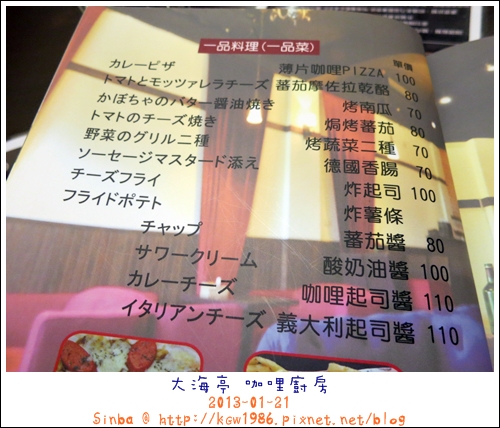 一品料理(一品菜)
單價
カレーピザ 薄片咖哩PIZZA 100
トマトとモッツァレラチーズ 蕃茄摩佐拉乾酪 80
かぼちゃのバター醤油焼き 烤南瓜 70
トマトのチーズ焼き 焗烤蕃茄 80
野菜のグリル二種 烤蔬菜二種 70
ソーセージマスタード添え 德國香腸 70
チーズフライ 炸起司 100
フライドポテト 炸薯條
チャップ 蕃茄醬 80
サワークリーム 酸奶油醬 100
カレーチーズ 咖哩起司醬 110
イタリアンチーズ 義大利起司醬 110
大海亭 咖哩廚房
2013-01-21
Sinba @ http://kgw1986.pixnet.net/blog